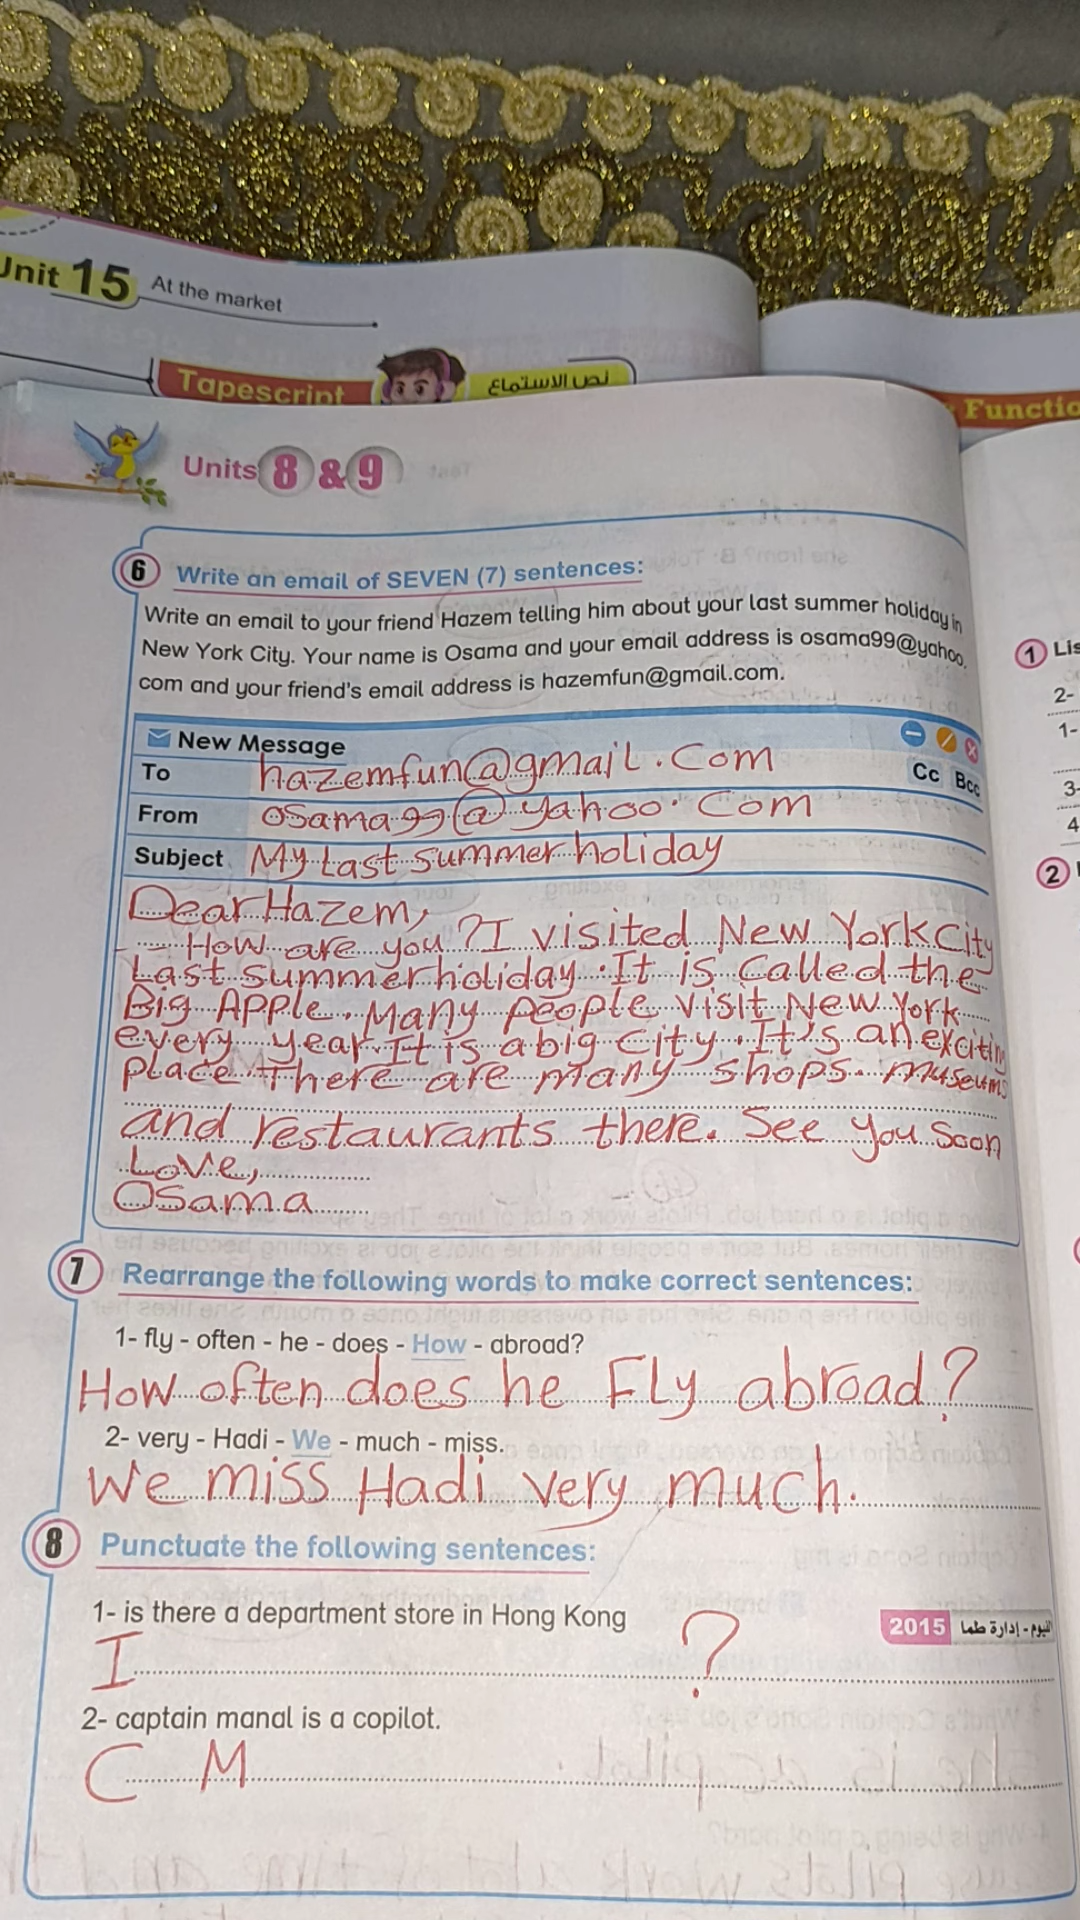 Unit 15 At the market
Tapescript نص الاستماع
Functio
Units 8 & 9
6 Write an email of SEVEN (7) sentences:
Write an email to your friend Hazem telling him about your last summer holiday in
New York City. Your name is Osama and your email address is osama99@yahoo.
com and your friend's email address is hazemfun@gmail.com.
New Message
To hazemfun@gmail.Com
Cc Bcc
From Osama99@yahoo.Com
Subject My Last summer holiday
Dear Hazem,
- How are you? I visited New York City
Last summer holiday. It is Called the
Big Apple. Many people visit New York
every year. It is a big City. It's an exciting
Place There are many shops. museums
and restaurants there. See you Soon
Love,
Osama
7 Rearrange the following words to make correct sentences:
1- fly - often - he - does - How - abroad?
How often does he Fly abroad?
2- very - Hadi - We - much - miss.
We miss Hadi very much.
8 Punctuate the following sentences:
1- is there a department store in Hong Kong
2015 الفيوم - إدارة طما
I ?
2- captain manal is a copilot.
C M
1 Lis
2-
1-
3-
4
2